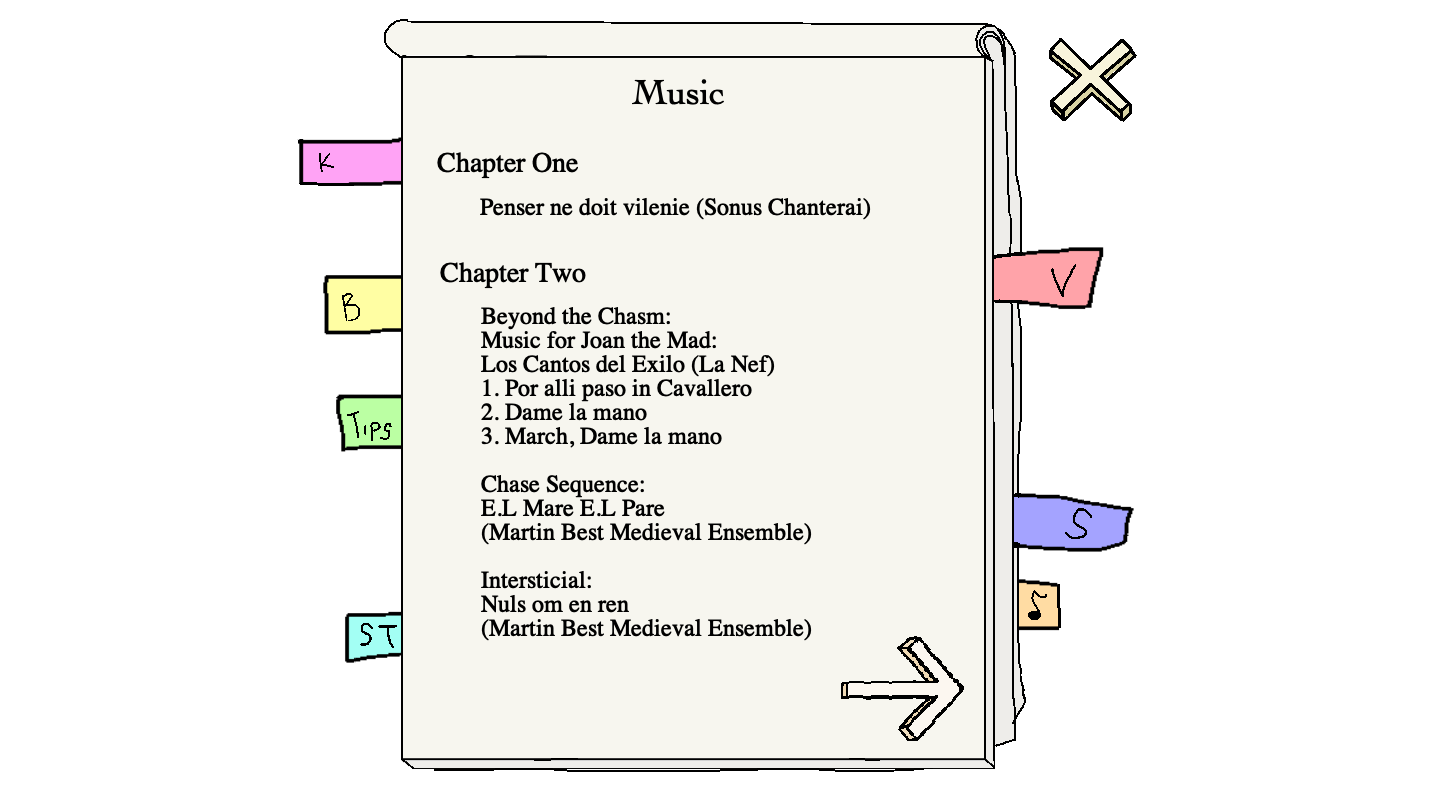 Music
K
Chapter One
Penser ne doit vilenie (Sonus Chanterai)
Chapter Two
V
B
Beyond the Chasm:
Music for Joan the Mad:
Los Cantos del Exilo (La Nef)
1. Por alli paso in Cavallero
2. Dame la mano
3. March, Dame la mano
Tips
Chase Sequence:
E.L Mare E.L Pare
(Martin Best Medieval Ensemble)
S
Intersticial:
Nuls om en ren
(Martin Best Medieval Ensemble)
ST